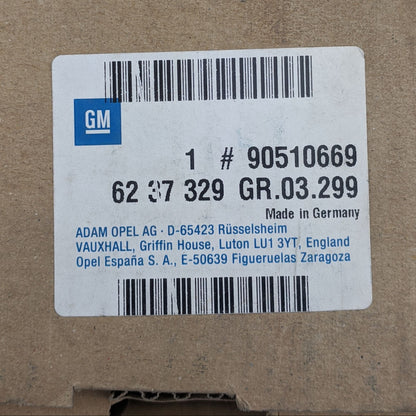 GM
1 # 90510669
62 37 329 GR.03.299
Made in Germany
ADAM OPEL AG · D-65423 Rüsselsheim
VAUXHALL, Griffin House, Luton LU1 3YT, England
Opel España S. A., E-50639 Figueruelas Zaragoza